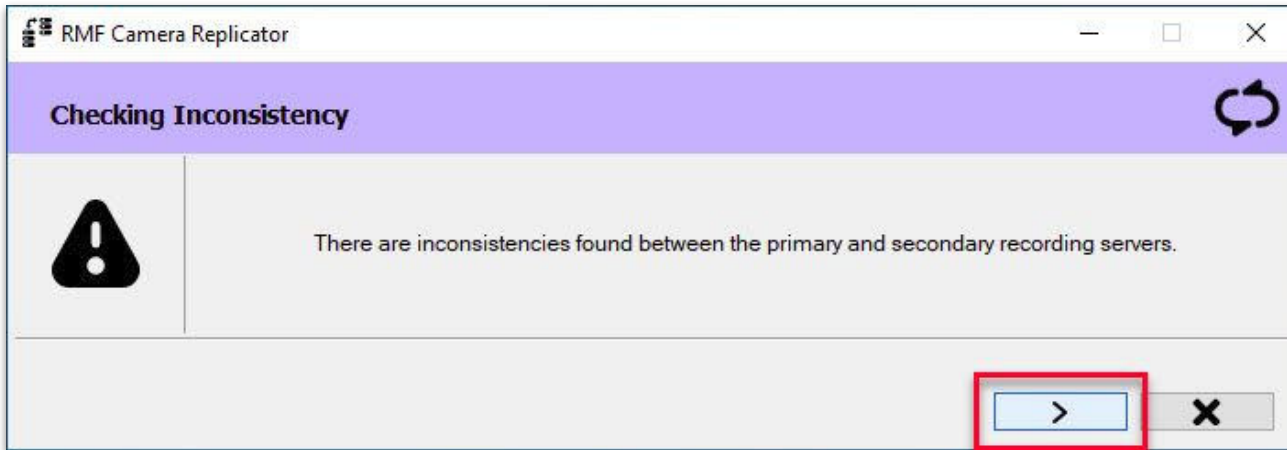 RMF Camera Replicator
Checking Inconsistency
There are inconsistencies found between the primary and secondary recording servers.